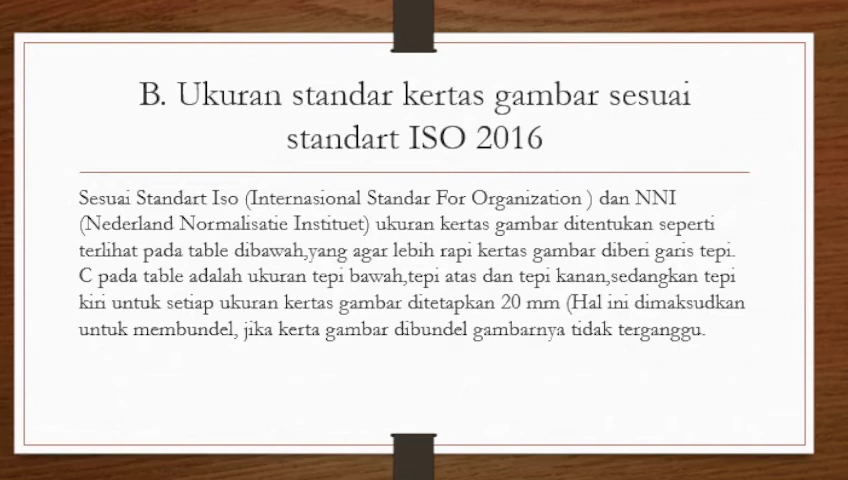 B. Ukuran standar kertas gambar sesuai
standart ISO 2016
Sesuai Standart Iso (Internasional Standar For Organization ) dan NNI
(Nederland Normalisatie Instituet) ukuran kertas gambar ditentukan seperti
terlihat pada table dibawah,yang agar lebih rapi kertas gambar diberi garis tepi.
C pada table adalah ukuran tepi bawah,tepi atas dan tepi kanan,sedangkan tepi
kiri untuk setiap ukuran kertas gambar ditetapkan 20 mm (Hal ini dimaksudkan
untuk membundel, jika kerta gambar dibundel gambarnya tidak terganggu.